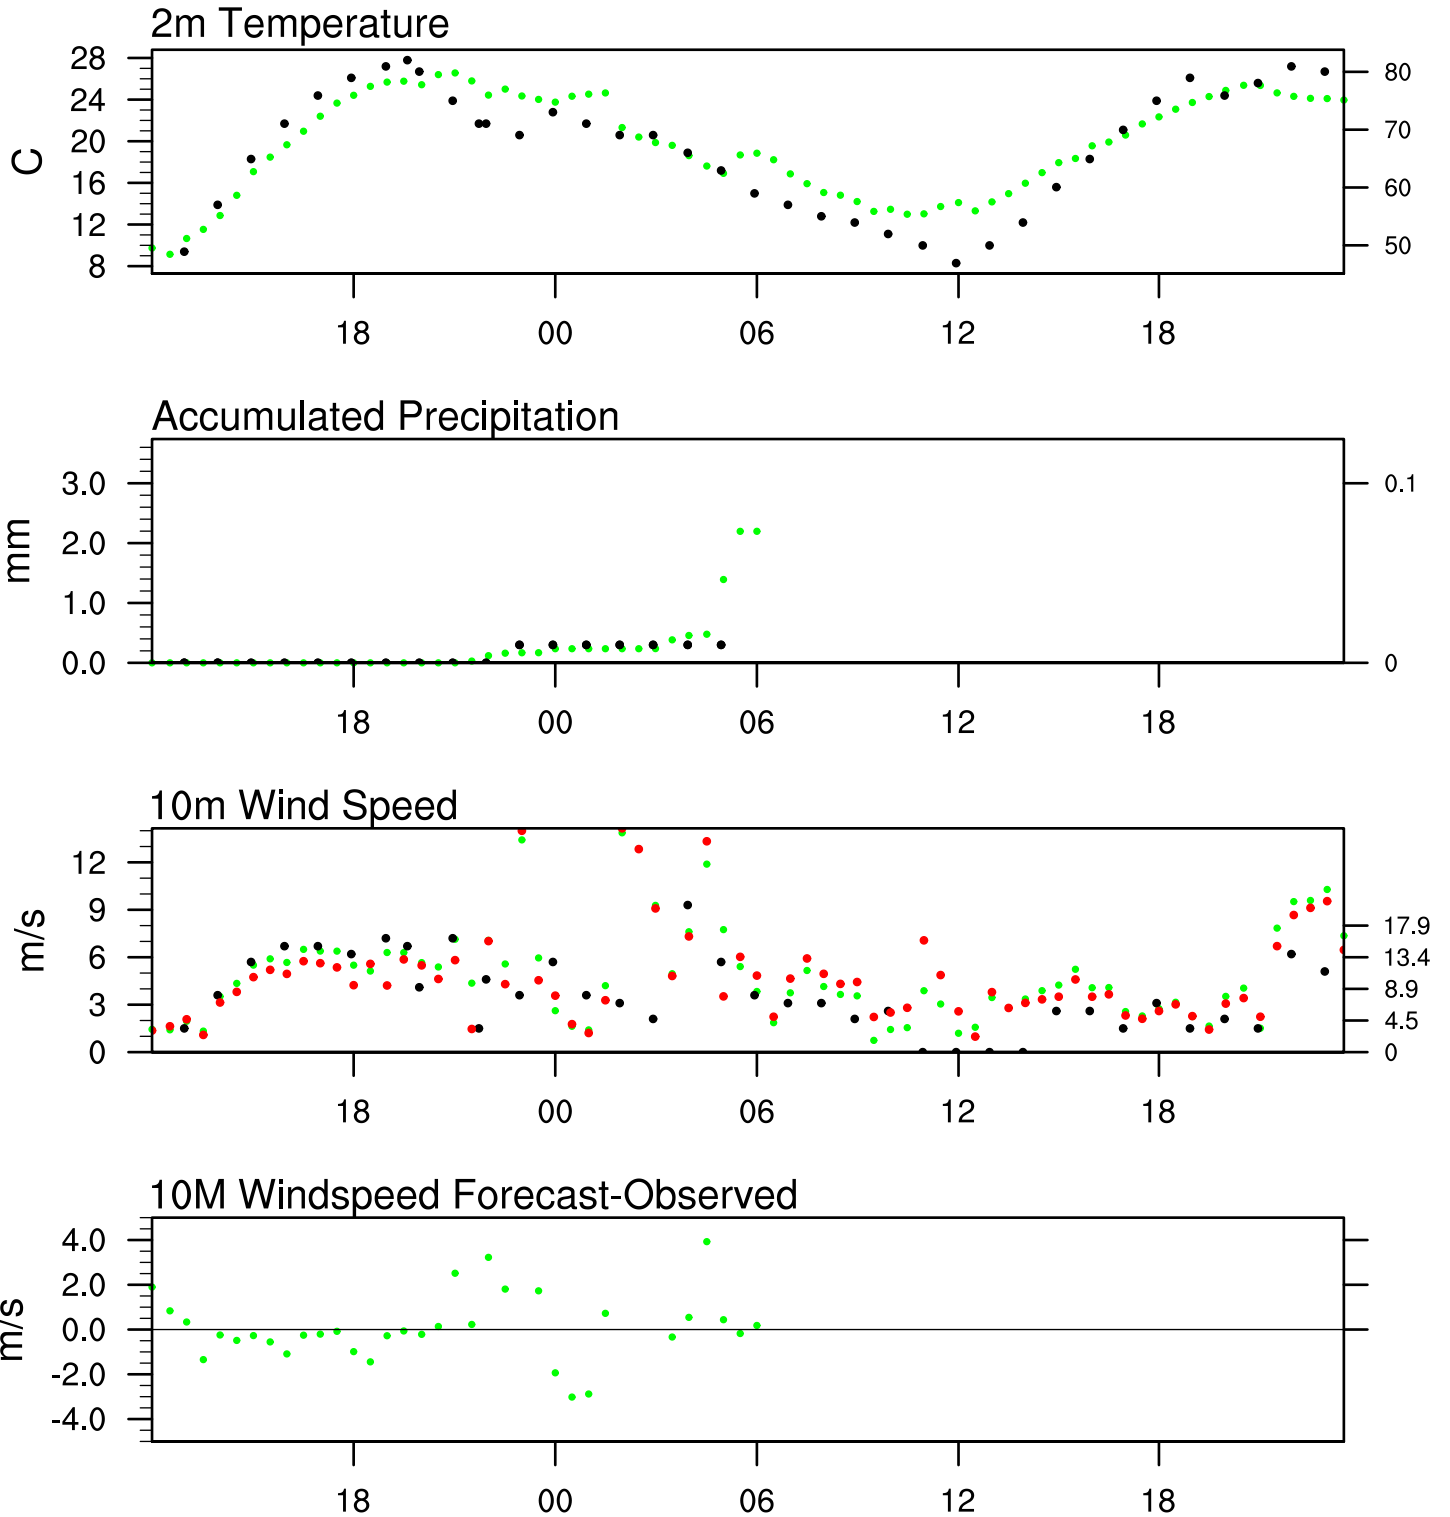 2m Temperature
28
24
20
16
12
8
C
80
70
60
50
18 00 06 12 18
Accumulated Precipitation
3.0
2.0
1.0
0.0
mm
0.1
0
18 00 06 12 18
10m Wind Speed
12
9
6
3
0
m/s
17.9
13.4
8.9
4.5
0
18 00 06 12 18
10M Windspeed Forecast-Observed
4.0
2.0
0.0
-2.0
-4.0
m/s
18 00 06 12 18